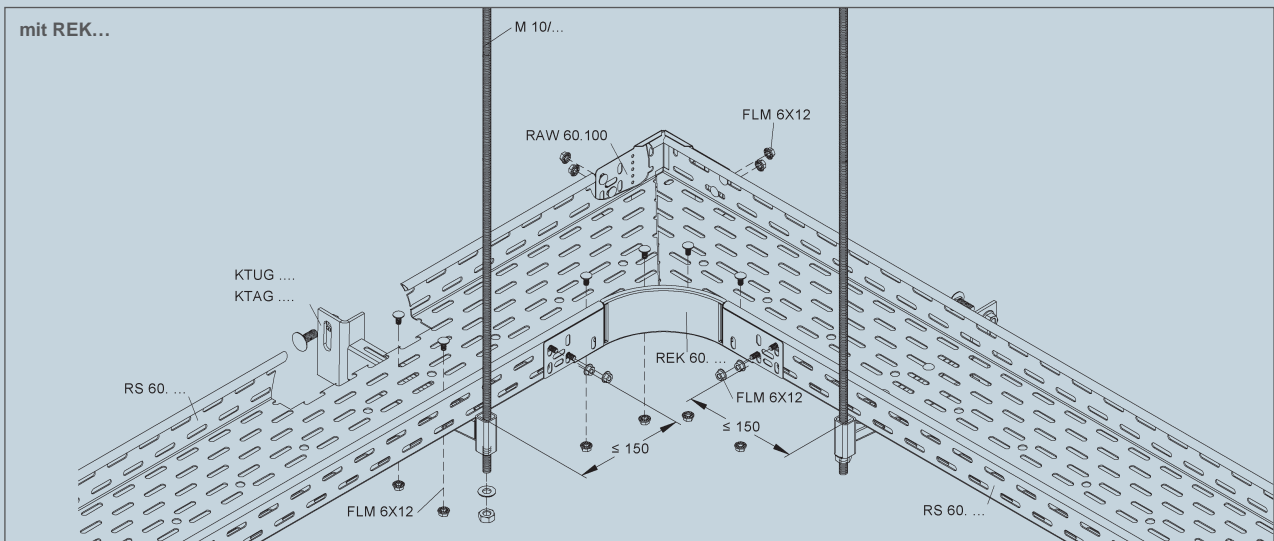 mit REK...
M 10/...
FLM 6X12
RAW 60.100
KTUG ....
KTAG ....
REK 60. ...
RS 60. ...
FLM 6X12
≤ 150
≤ 150
FLM 6X12
RS 60. ...